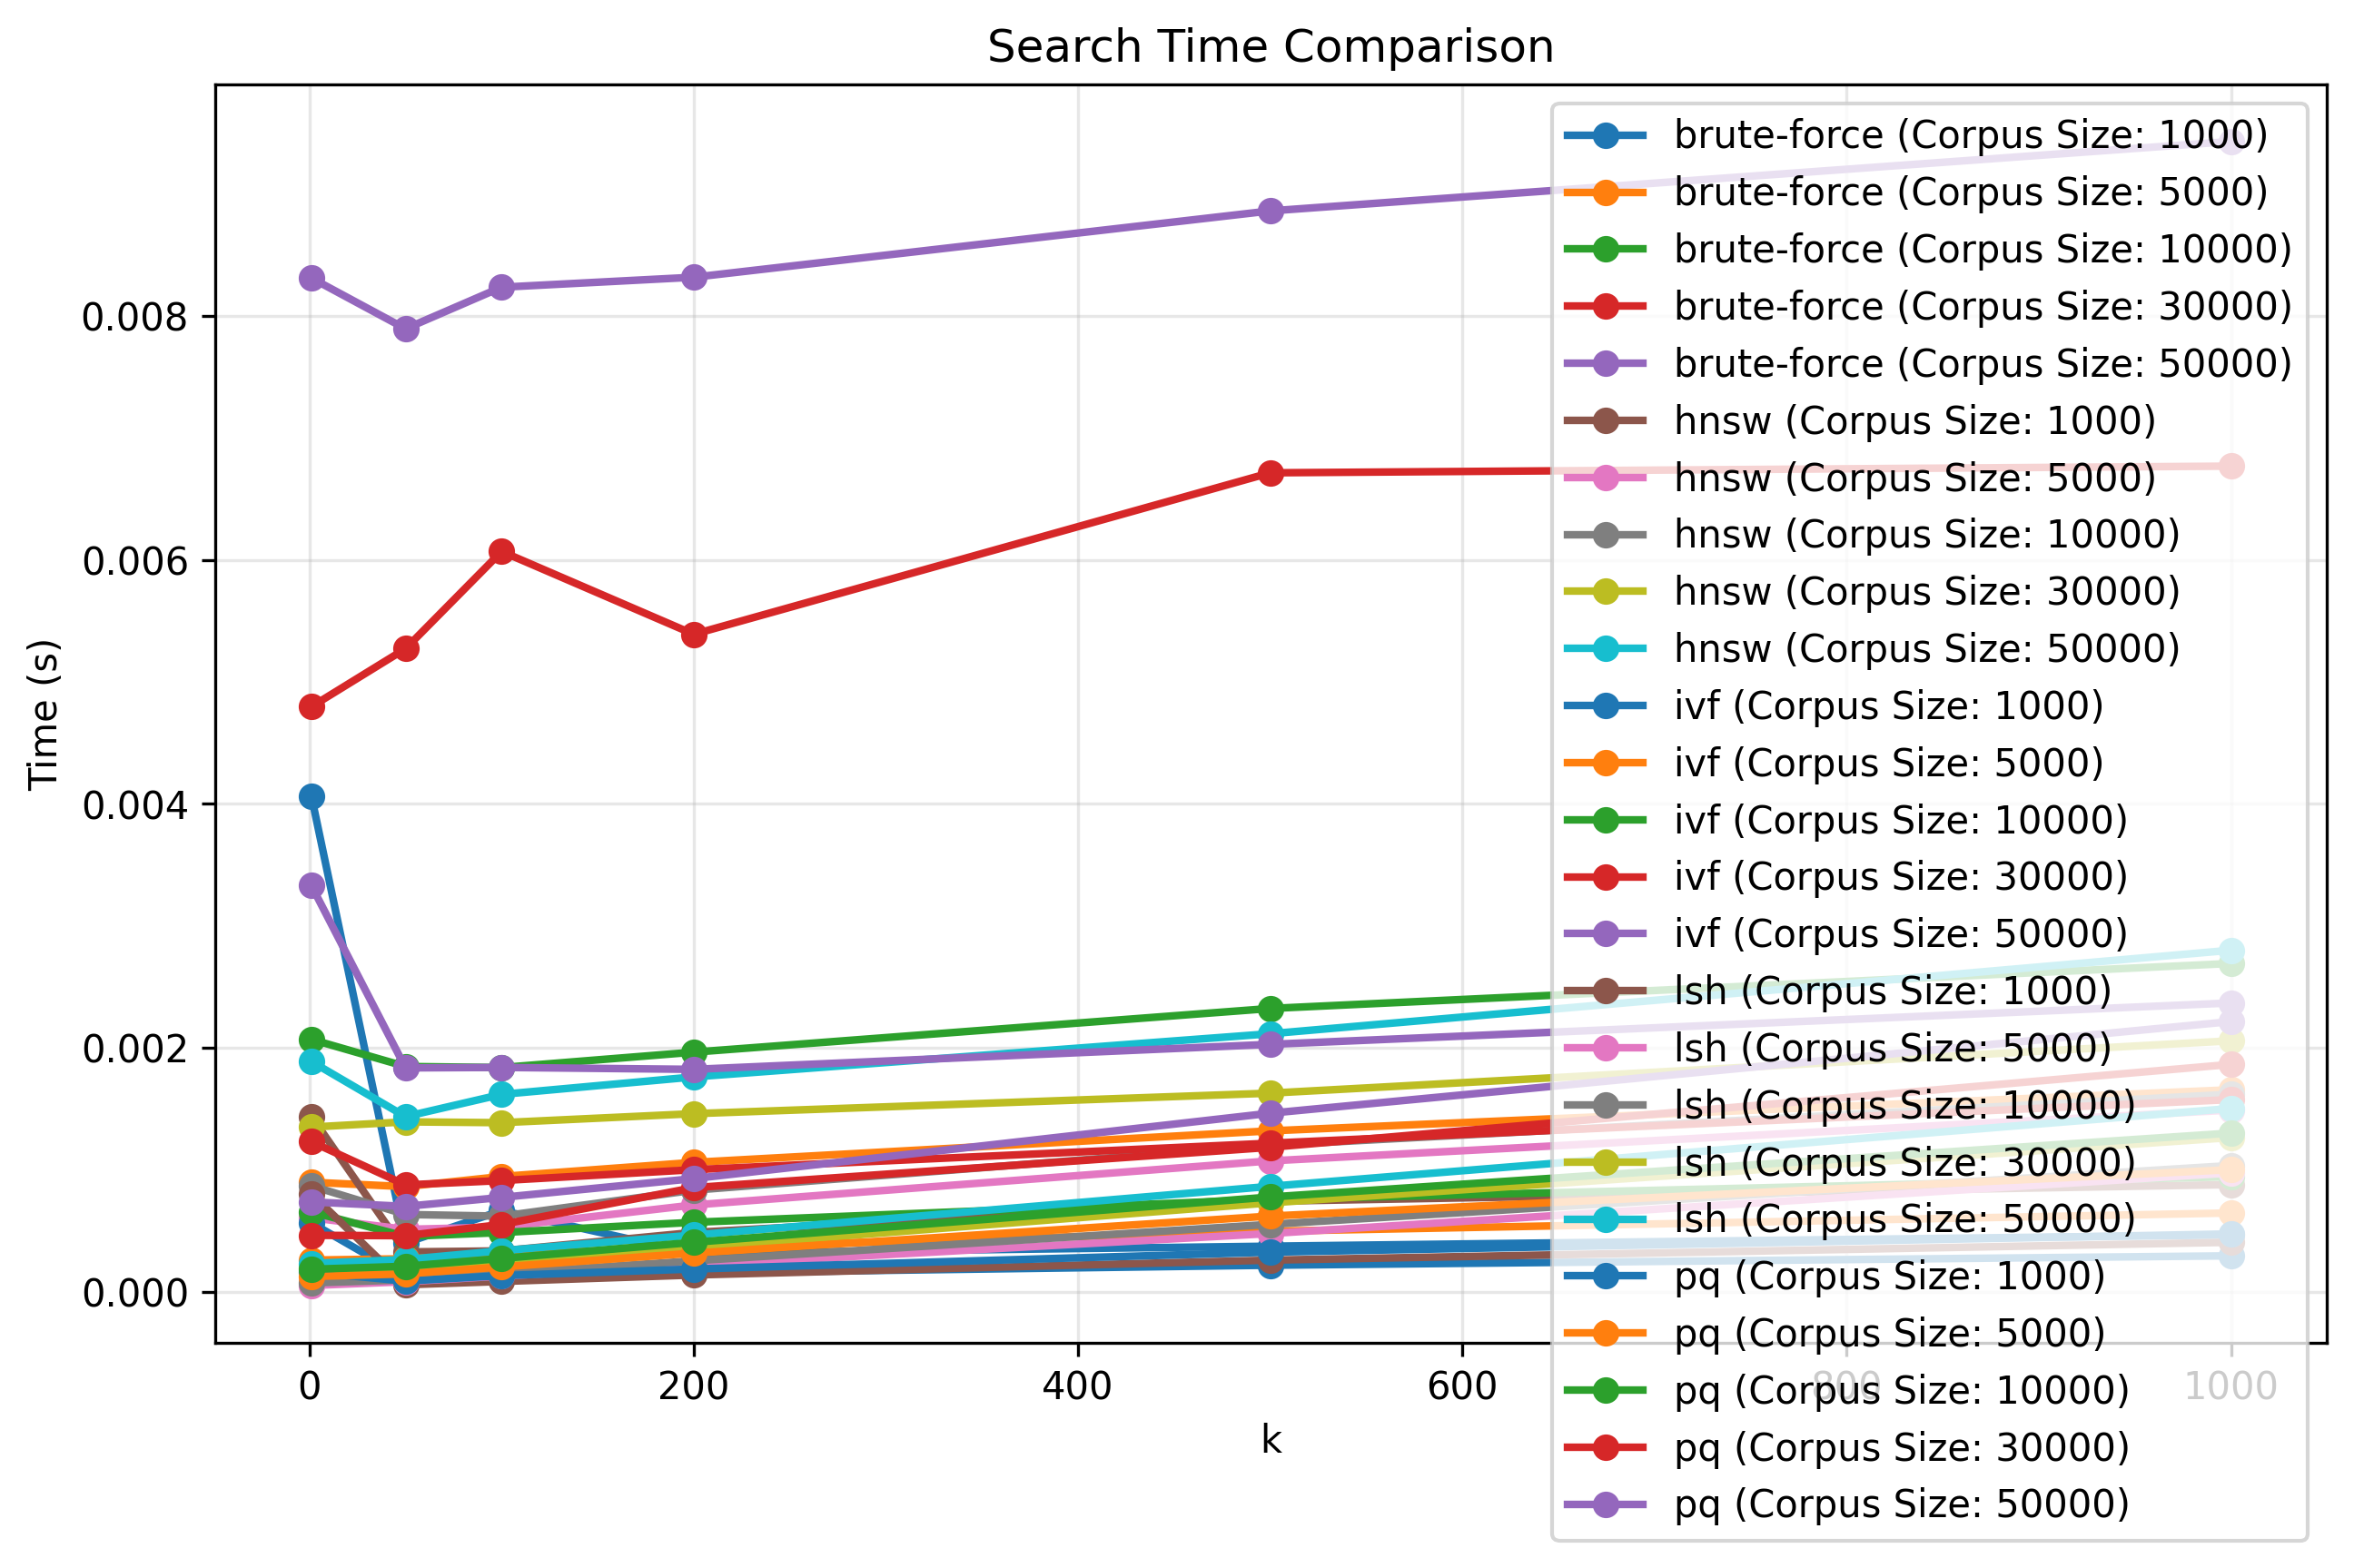 Search Time Comparison
Time (s)
0.008
0.006
0.004
0.002
0.000
0
200
400
600
800
1000
k
brute-force (Corpus Size: 1000)
brute-force (Corpus Size: 5000)
brute-force (Corpus Size: 10000)
brute-force (Corpus Size: 30000)
brute-force (Corpus Size: 50000)
hnsw (Corpus Size: 1000)
hnsw (Corpus Size: 5000)
hnsw (Corpus Size: 10000)
hnsw (Corpus Size: 30000)
hnsw (Corpus Size: 50000)
ivf (Corpus Size: 1000)
ivf (Corpus Size: 5000)
ivf (Corpus Size: 10000)
ivf (Corpus Size: 30000)
ivf (Corpus Size: 50000)
lsh (Corpus Size: 1000)
lsh (Corpus Size: 5000)
lsh (Corpus Size: 10000)
lsh (Corpus Size: 30000)
lsh (Corpus Size: 50000)
pq (Corpus Size: 1000)
pq (Corpus Size: 5000)
pq (Corpus Size: 10000)
pq (Corpus Size: 30000)
pq (Corpus Size: 50000)